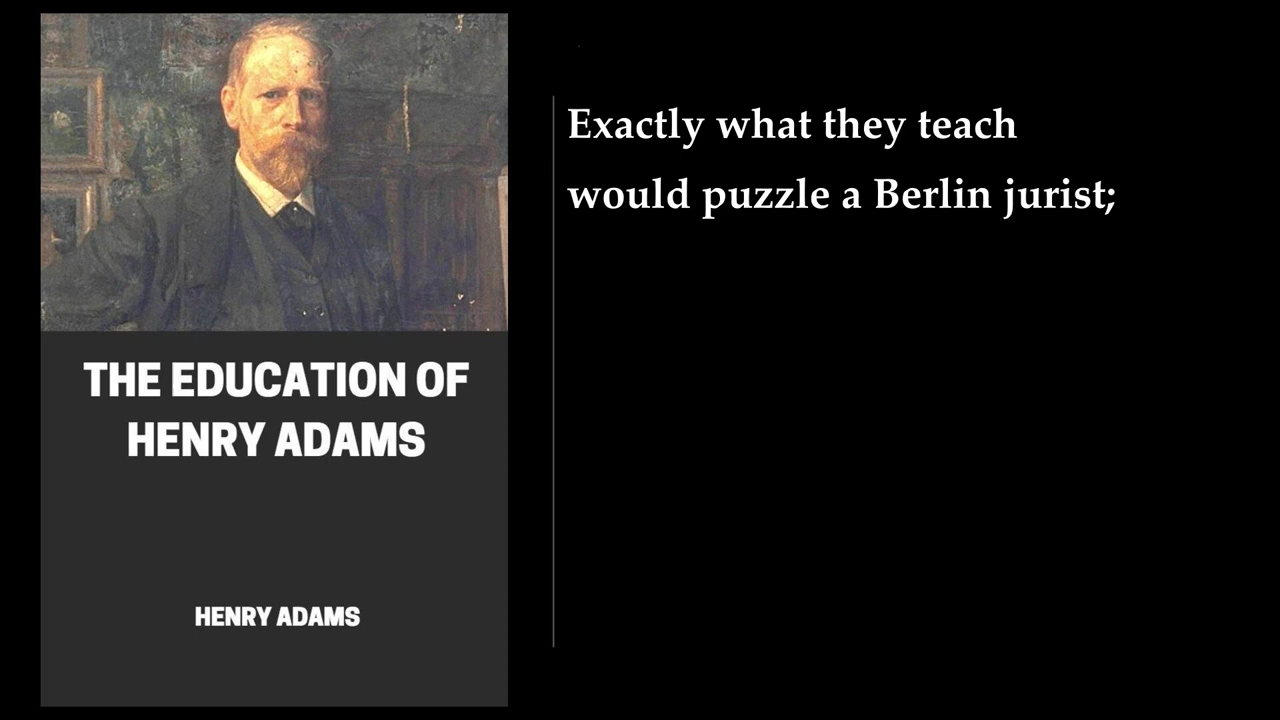 THE EDUCATION OF
HENRY ADAMS
HENRY ADAMS
Exactly what they teach
would puzzle a Berlin jurist;